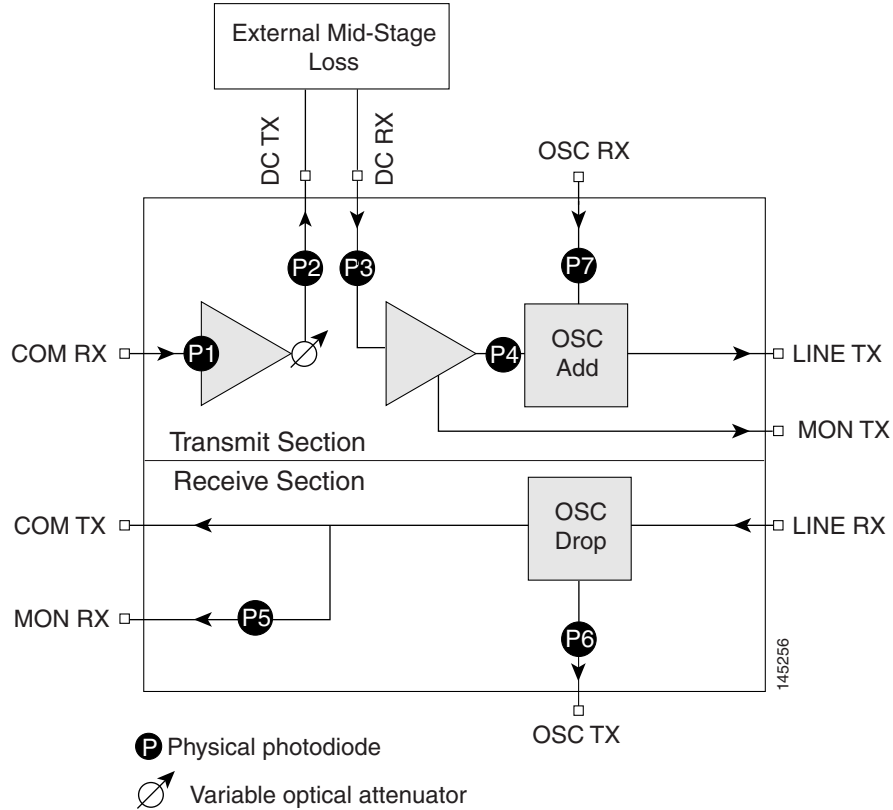 External Mid-Stage
Loss
DC TX
DC RX
OSC RX
P2
P3
P7
COM RX
P1
P4
OSC
Add
LINE TX
MON TX
Transmit Section
Receive Section
COM TX
OSC
Drop
LINE RX
MON RX
P5
P6
145256
OSC TX
P Physical photodiode
Variable optical attenuator